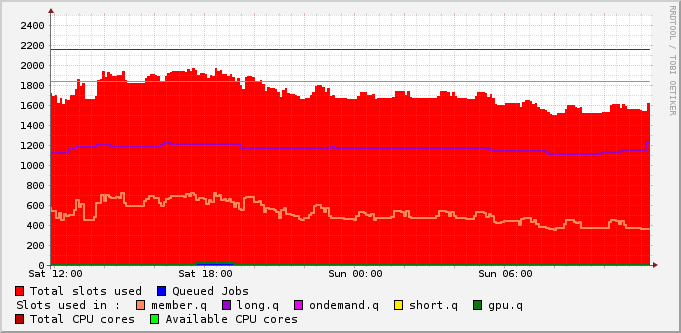 RRDTOOL / TOBI OETIKER
2400
2200
2000
1800
1600
1400
1200
1000
800
600
400
200
0
Sat 12:00 Sat 18:00 Sun 00:00 Sun 06:00
Total slots used Queued Jobs
Slots used in : member.q long.q ondemand.q short.q gpu.q
Total CPU cores Available CPU cores